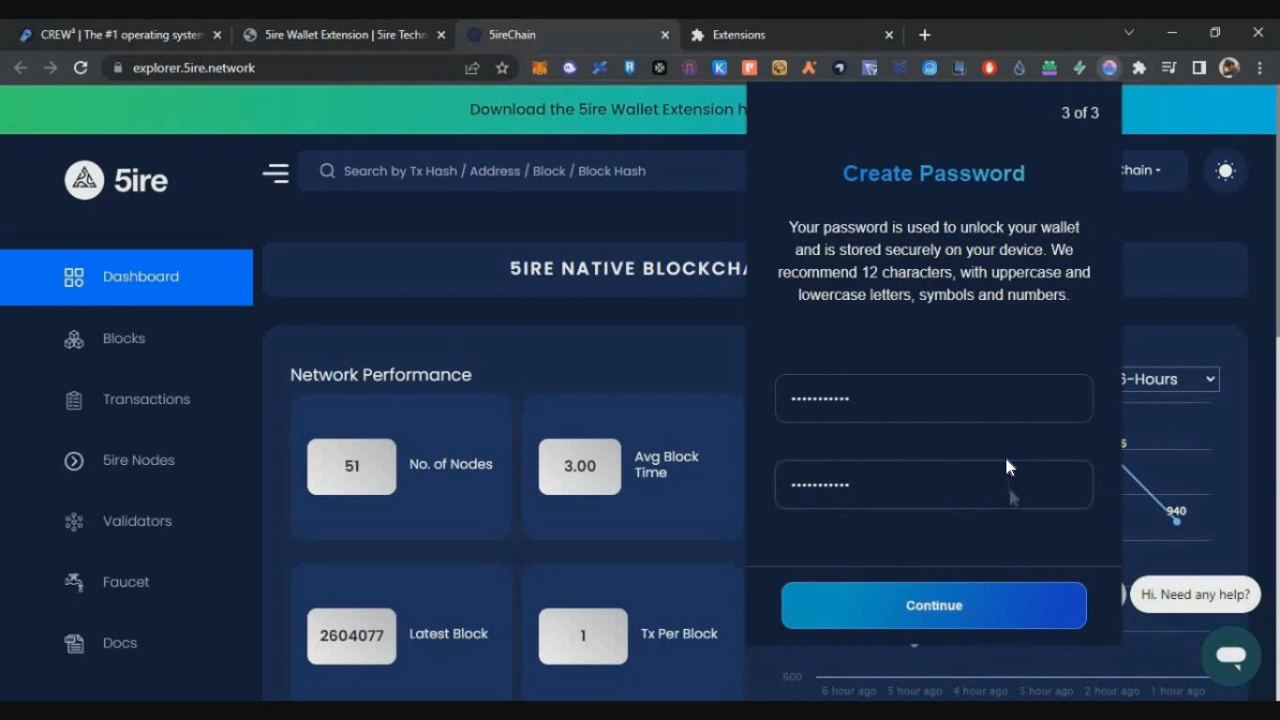 CREW³ | The #1 operating system
5ire Wallet Extension | 5ire Techn
5ireChain
Extensions
explorer.5ire.network
Download the 5ire Wallet Extension h
3 of 3
5ire
Search by Tx Hash / Address / Block / Block Hash
Chain
Create Password
Your password is used to unlock your wallet
and is stored securely on your device. We
recommend 12 characters, with uppercase and
lowercase letters, symbols and numbers.
5IRE NATIVE BLOCKCHA
Dashboard
Blocks
Transactions
5ire Nodes
Validators
Faucet
Docs
Network Performance
6-Hours
51
No. of Nodes
3.00
Avg Block
Time
•••••••••••
•••••••••••
940
Continue
Hi. Need any help?
2604077
Latest Block
1
Tx Per Block
600
6 hour ago
5 hour ago
4 hour ago
3 hour ago
2 hour ago
1 hour ago